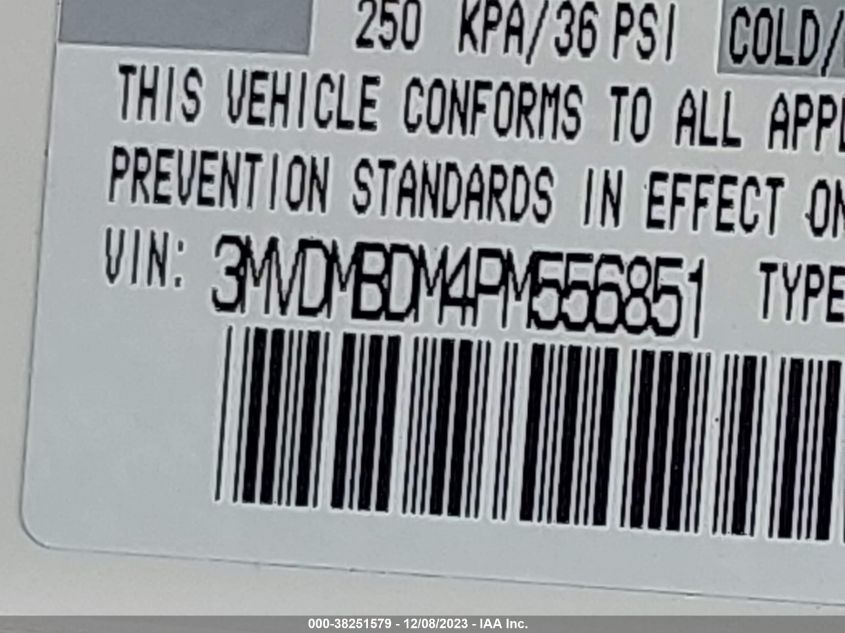 250 KPA/36 PSI COLD/
THIS VEHICLE CONFORMS TO ALL APPL
PREVENTION STANDARDS IN EFFECT ON
VIN: 3MVDMBDM4PM556851 TYPE
000-38251579 - 12/08/2023 - IAA Inc.